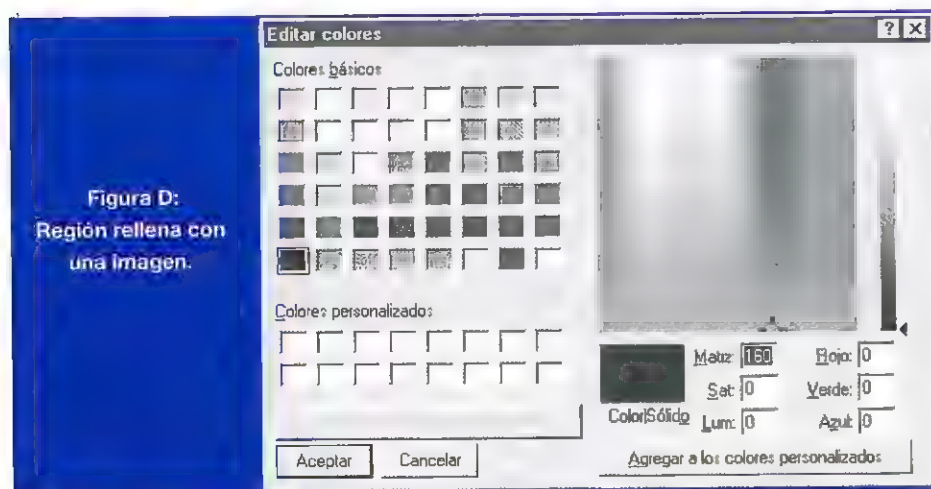 Figura D:
Región rellena con
una imagen.
Editar colores
Colores básicos
Colores personalizados
Color|Sólido
Matiz: 160
Sat: 0
Lum: 0
Rojo: 0
Verde: 0
Azul: 0
Aceptar
Cancelar
Agregar a los colores personalizados